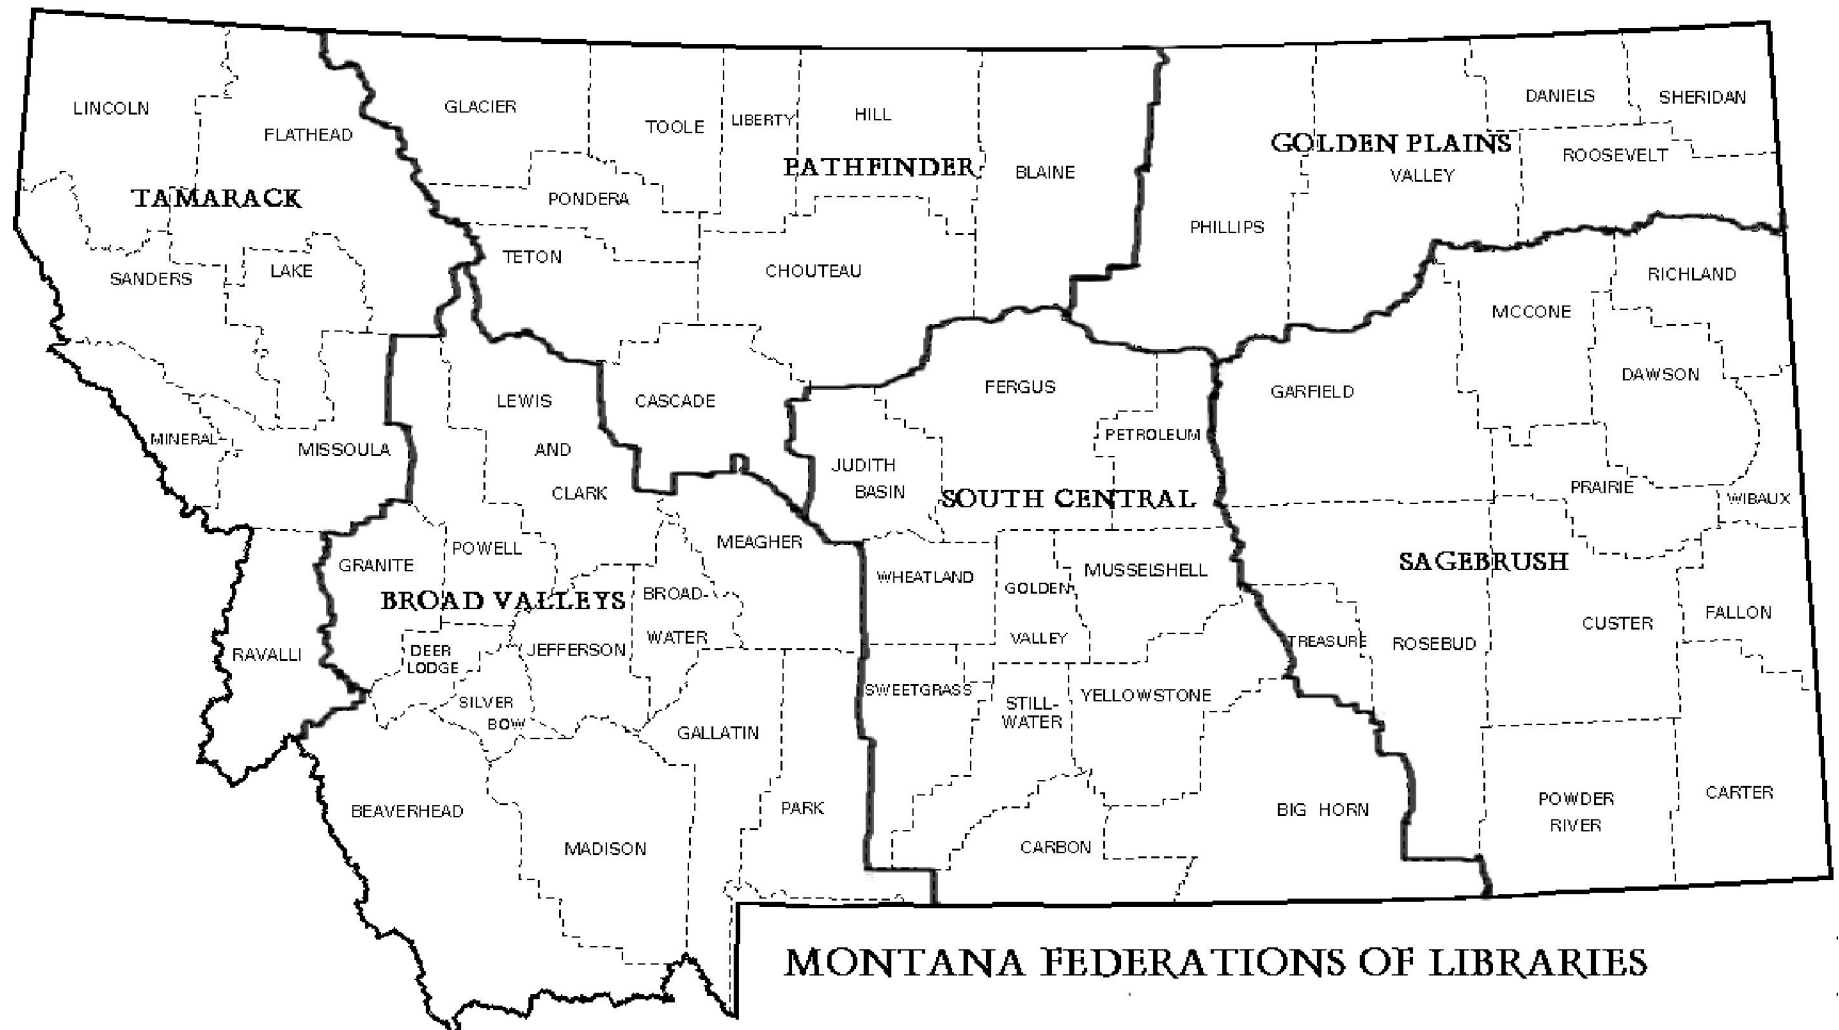 LINCOLN
FLATHEAD
GLACIER
TOOLE
LIBERTY
HILL
BLAINE
DANIELS
SHERIDAN
TAMARACK
PATHFINDER
GOLDEN PLAINS
VALLEY
ROOSEVELT
PONDERA
PHILLIPS
SANDERS
LAKE
TETON
CHOUTEAU
RICHLAND
MCCONE
DAWSON
LEWIS
AND
CLARK
CASCADE
FERGUS
PETROLEUM
GARFIELD
MINERAL
MISSOULA
JUDITH
BASIN
SOUTH CENTRAL
PRAIRIE
WIBAUX
GRANITE
POWELL
MEAGHER
WHEATLAND
GOLDEN
VALLEY
MUSSELSHELL
SAGEBRUSH
BROAD VALLEYS
BROAD-
WATER
CUSTER
FALLON
RAVALLI
DEER
LODGE
JEFFERSON
TREASURE
ROSEBUD
SILVER
BOW
SWEETGRASS
STILL-
WATER
YELLOWSTONE
GALLATIN
BEAVERHEAD
MADISON
PARK
CARBON
BIG HORN
POWDER
RIVER
CARTER
MONTANA FEDERATIONS OF LIBRARIES